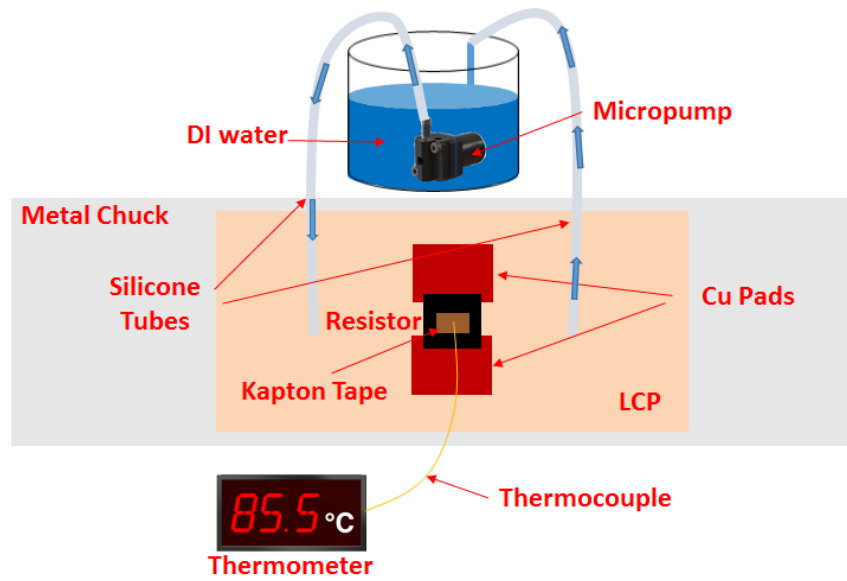 DI water
Micropump
Metal Chuck
Silicone
Tubes
Resistor
Cu Pads
Kapton Tape
LCP
Thermocouple
85.5 °C
Thermometer